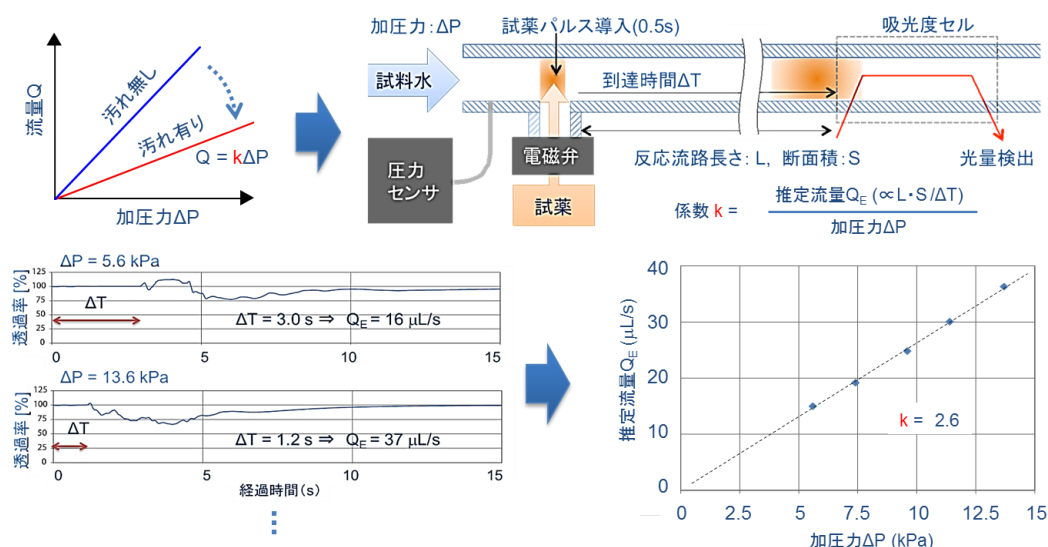 流量Q
汚れ無し
汚れ有り
Q = kΔP
加圧力ΔP
加圧力:ΔP
試薬パルス導入(0.5s)
吸光度セル
試料水
到達時間ΔT
圧力
センサ
電磁弁
試薬
反応流路長さ: L, 断面積: S
光量検出
係数 k =
推定流量QE (∝L・S/ΔT)
加圧力ΔP
ΔP = 5.6 kPa
透過率 [%]
125
100
75
50
25
0
ΔT
ΔT = 3.0 s ⇒ QE = 16 μL/s
0
5
10
15
ΔP = 13.6 kPa
透過率 [%]
125
100
75
50
25
0
ΔT
ΔT = 1.2 s ⇒ QE = 37 μL/s
0
5
10
15
経過時間(s)
推定流量QE (μL/s)
40
30
20
10
0
k = 2.6
0
2.5
5
7.5
10
12.5
15
加圧力ΔP (kPa)